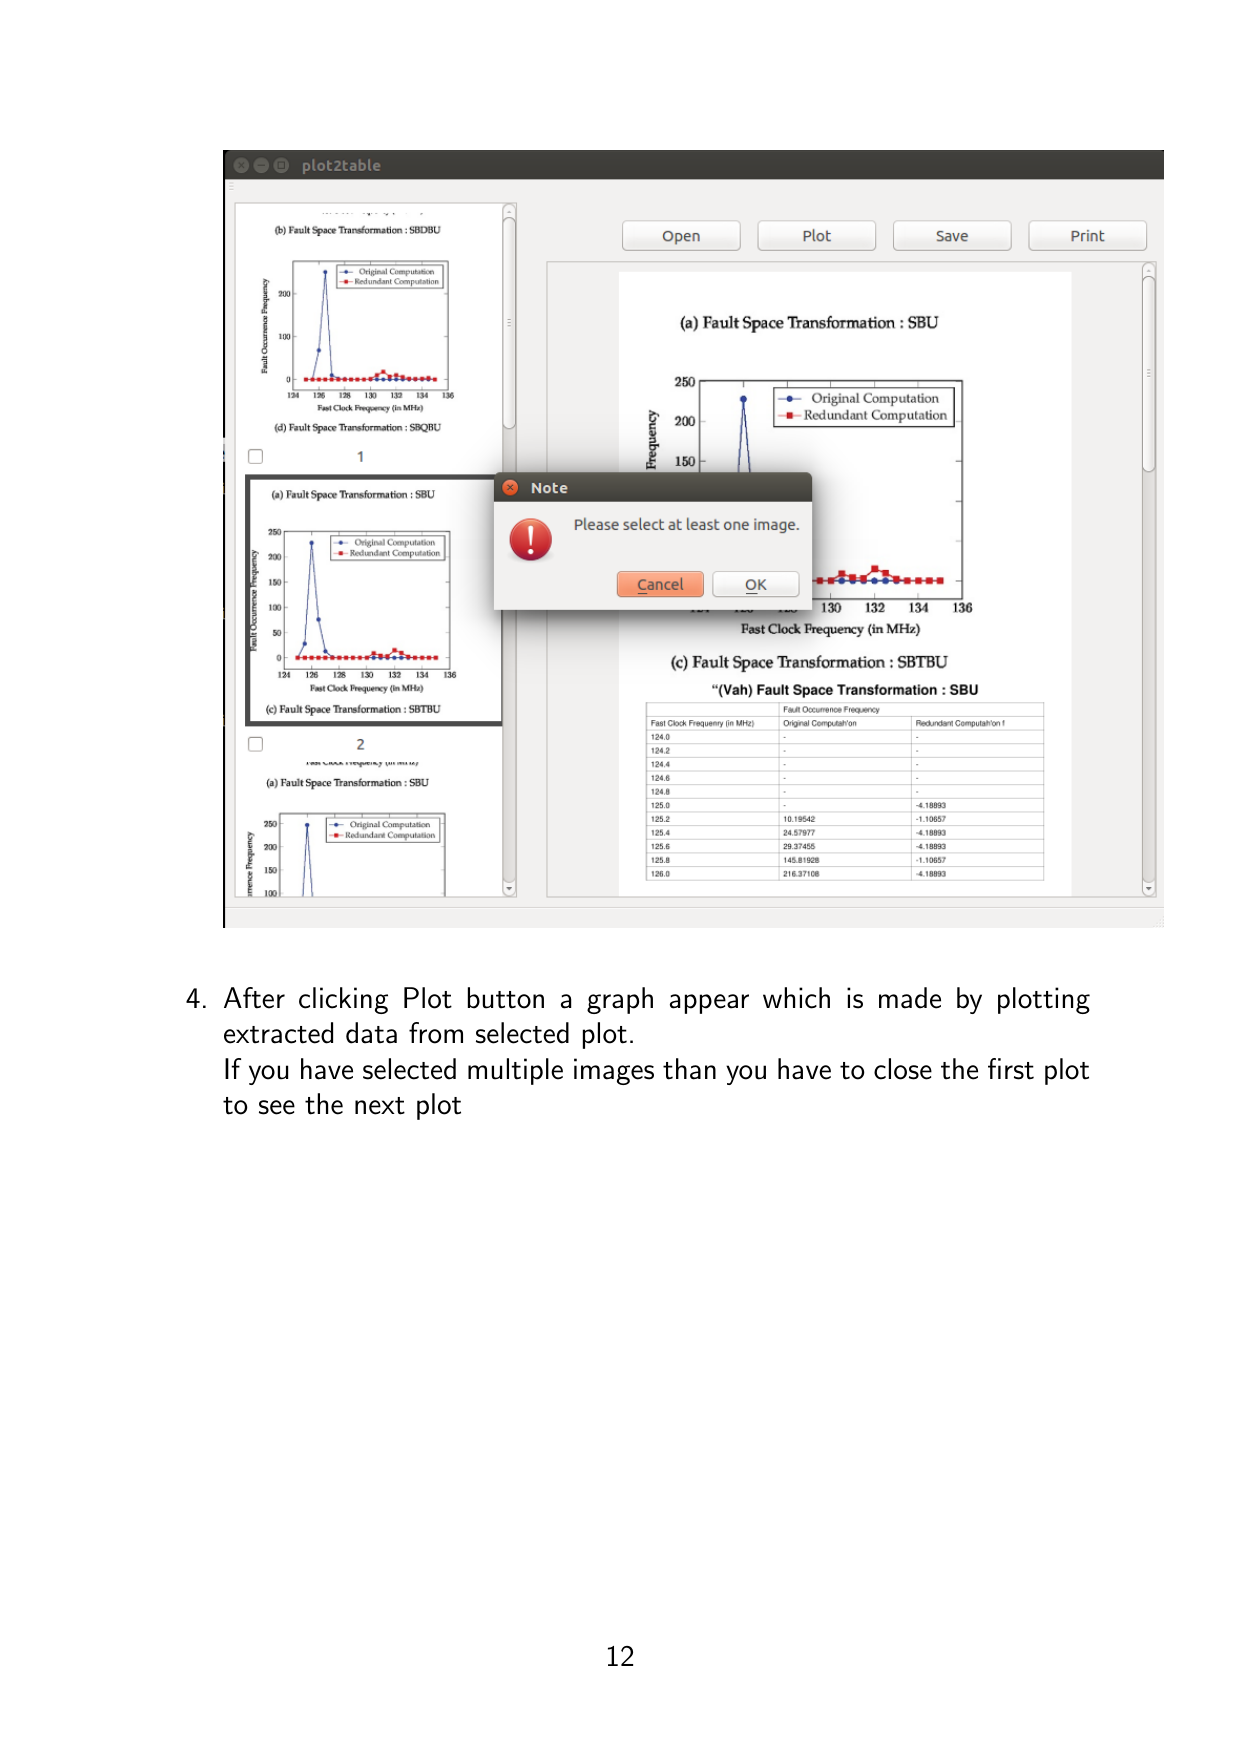 plot2table
(b) Fault Space Transformation : SBDBU
Original Computation
Redundant Computation
200
100
0
Fault Occurrence Frequency
124 126 128 130 132 134 136
Fast Clock Frequency (in MHz)
(d) Fault Space Transformation : SBQBU
1
(a) Fault Space Transformation : SBU
250
Original Computation
Redundant Computation
200
150
100
50
0
Fault Occurrence Frequency
124 126 128 130 132 134 136
Fast Clock Frequency (in MHz)
(c) Fault Space Transformation : SBTBU
2
Fast Clock Frequency (in MHz)
(a) Fault Space Transformation : SBU
250
Original Computation
Redundant Computation
200
150
100
Open Plot Save Print
(a) Fault Space Transformation : SBU
250
Original Computation
Redundant Computation
200
150
Frequency
Note
Please select at least one image.
Cancel OK
130 132 134 136
Fast Clock Frequency (in MHz)
(c) Fault Space Transformation : SBTBU
“(Vah) Fault Space Transformation : SBU
Fault Occurrence Frequency
Fast Clock Frequenry (in MHz) Original Computah'on Redundant Computah'on f
124.0 - -
124.2 - -
124.4 - -
124.6 - -
124.8 - -
125.0 - -4.18893
125.2 10.19542 -1.10657
125.4 24.57977 -4.18893
125.6 29.37455 -4.18893
125.8 145.81928 -1.10657
126.0 216.37108 -4.18893
4. After clicking Plot button a graph appear which is made by plotting
extracted data from selected plot.
If you have selected multiple images than you have to close the first plot
to see the next plot
12